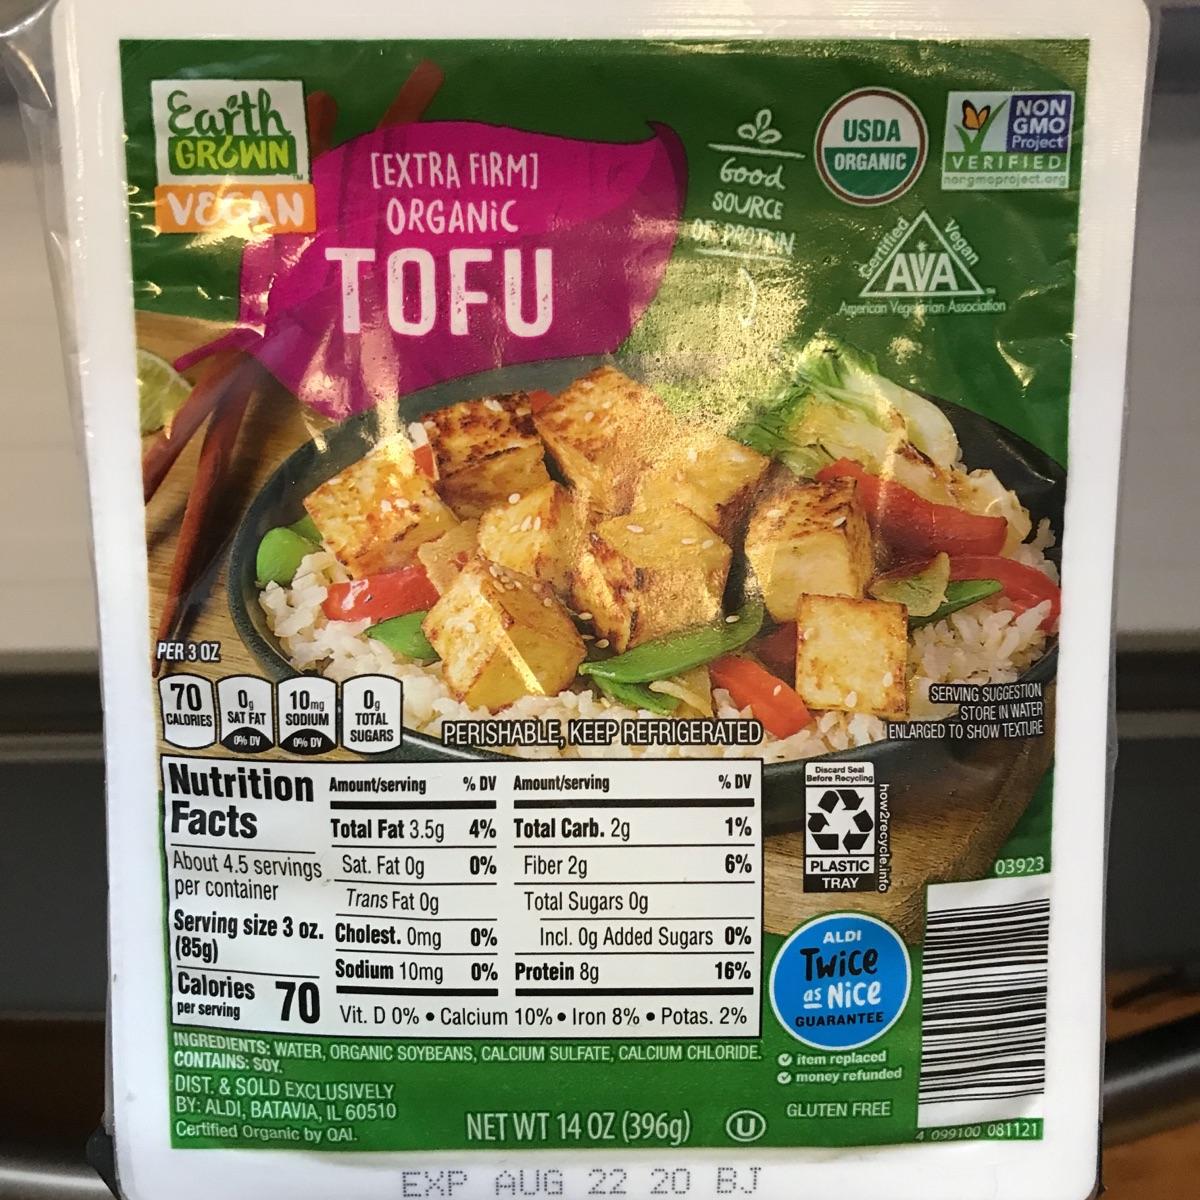 Earth
GROWN™
VEGAN
[EXTRA FIRM]
ORGANIC
TOFU
Good
SOURCE
OF PROTEIN
USDA
ORGANIC
NON
GMO
Project
VERIFIED
nongmoproject.org
Certified Vegan
AVA
American Vegetarian Association
PER 3 OZ
70
CALORIES
0g
SAT FAT
0% DV
10mg
SODIUM
0% DV
0g
TOTAL
SUGARS
PERISHABLE, KEEP REFRIGERATED
SERVING SUGGESTION
STORE IN WATER
ENLARGED TO SHOW TEXTURE
Nutrition
Facts
About 4.5 servings
per container
Serving size 3 oz.
(85g)
Calories
per serving 70
Amount/serving % DV
Total Fat 3.5g 4%
Sat. Fat 0g 0%
Trans Fat 0g
Cholest. 0mg 0%
Sodium 10mg 0%
Amount/serving % DV
Total Carb. 2g 1%
Fiber 2g 6%
Total Sugars 0g
Incl. 0g Added Sugars 0%
Protein 8g 16%
Vit. D 0% • Calcium 10% • Iron 8% • Potas. 2%
Discard Seal
Before Recycling
PLASTIC
TRAY
how2recycle.info
03923
ALDI
Twice
as Nice
GUARANTEE
item replaced
money refunded
INGREDIENTS: WATER, ORGANIC SOYBEANS, CALCIUM SULFATE, CALCIUM CHLORIDE.
CONTAINS: SOY.
DIST. & SOLD EXCLUSIVELY
BY: ALDI, BATAVIA, IL 60510
Certified Organic by QAI.
NET WT 14 OZ (396g)
U
GLUTEN FREE
4 099100 081121
EXP AUG 22 20 BJ